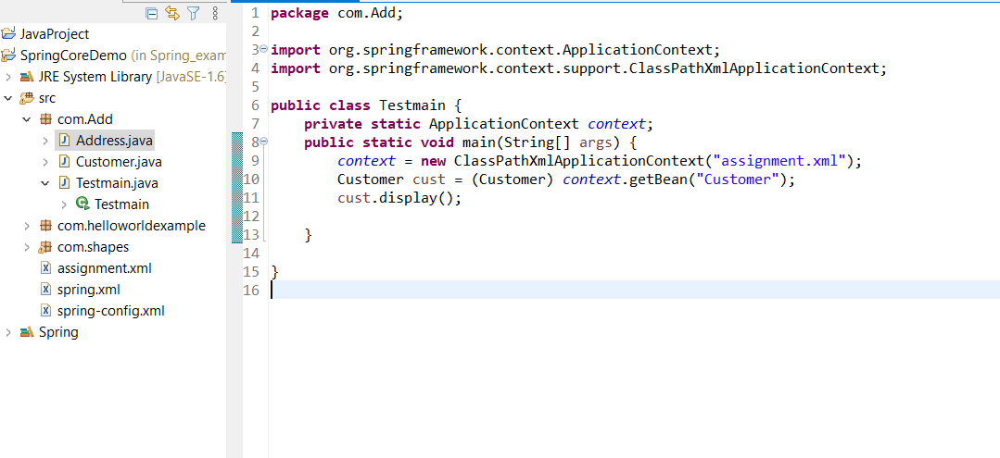 JavaProject
SpringCoreDemo (in Spring_exam
JRE System Library [JavaSE-1.6]
src
com.Add
Address.java
Customer.java
Testmain.java
Testmain
com.helloworldexample
com.shapes
assignment.xml
spring.xml
spring-config.xml
Spring
1 package com.Add;
2
3 import org.springframework.context.ApplicationContext;
4 import org.springframework.context.support.ClassPathXmlApplicationContext;
5
6 public class Testmain {
7 private static ApplicationContext context;
8 public static void main(String[] args) {
9 context = new ClassPathXmlApplicationContext("assignment.xml");
10 Customer cust = (Customer) context.getBean("Customer");
11 cust.display();
12
13 }
14
15 }
16